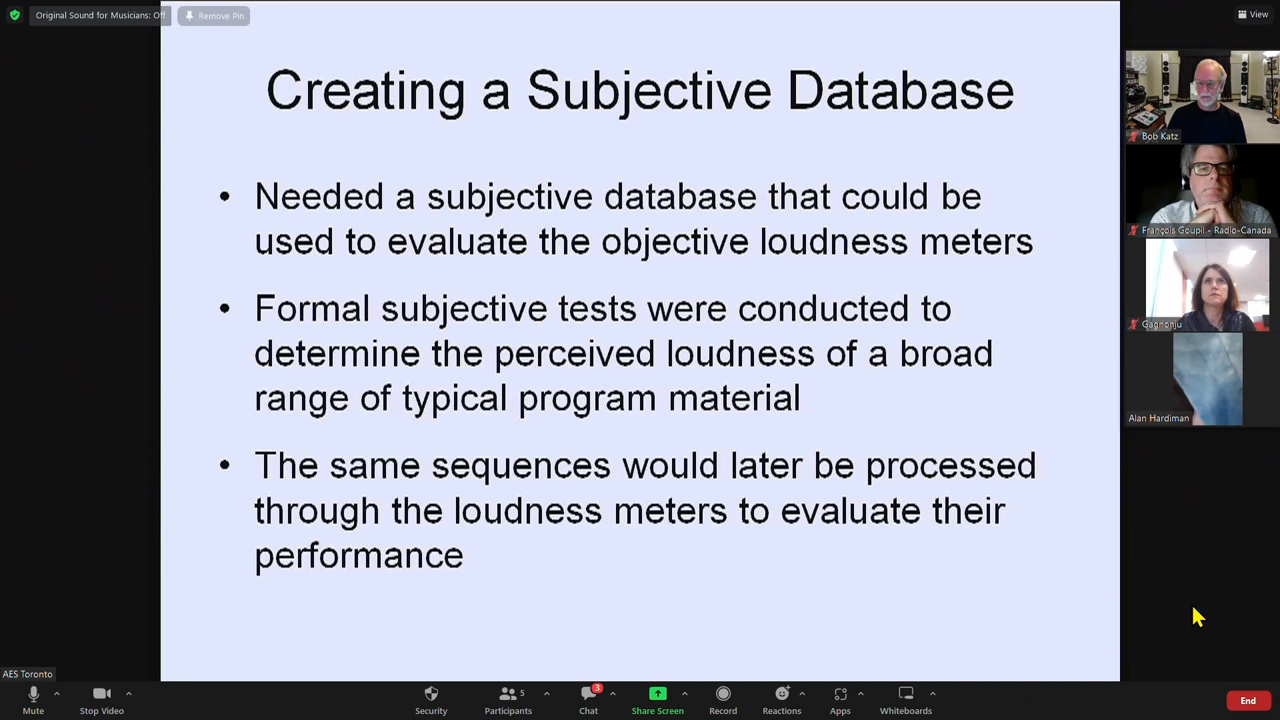 Original Sound for Musicians: Off
Remove Pin
View
Creating a Subjective Database
• Needed a subjective database that could be
used to evaluate the objective loudness meters
• Formal subjective tests were conducted to
determine the perceived loudness of a broad
range of typical program material
• The same sequences would later be processed
through the loudness meters to evaluate their
performance
Bob Katz
François Goupil - Radio-Canada
Gagnonju
Alan Hardiman
AES Toronto
Mute
Stop Video
Security
Participants
5
Chat
3
Share Screen
Record
Reactions
Apps
Whiteboards
End